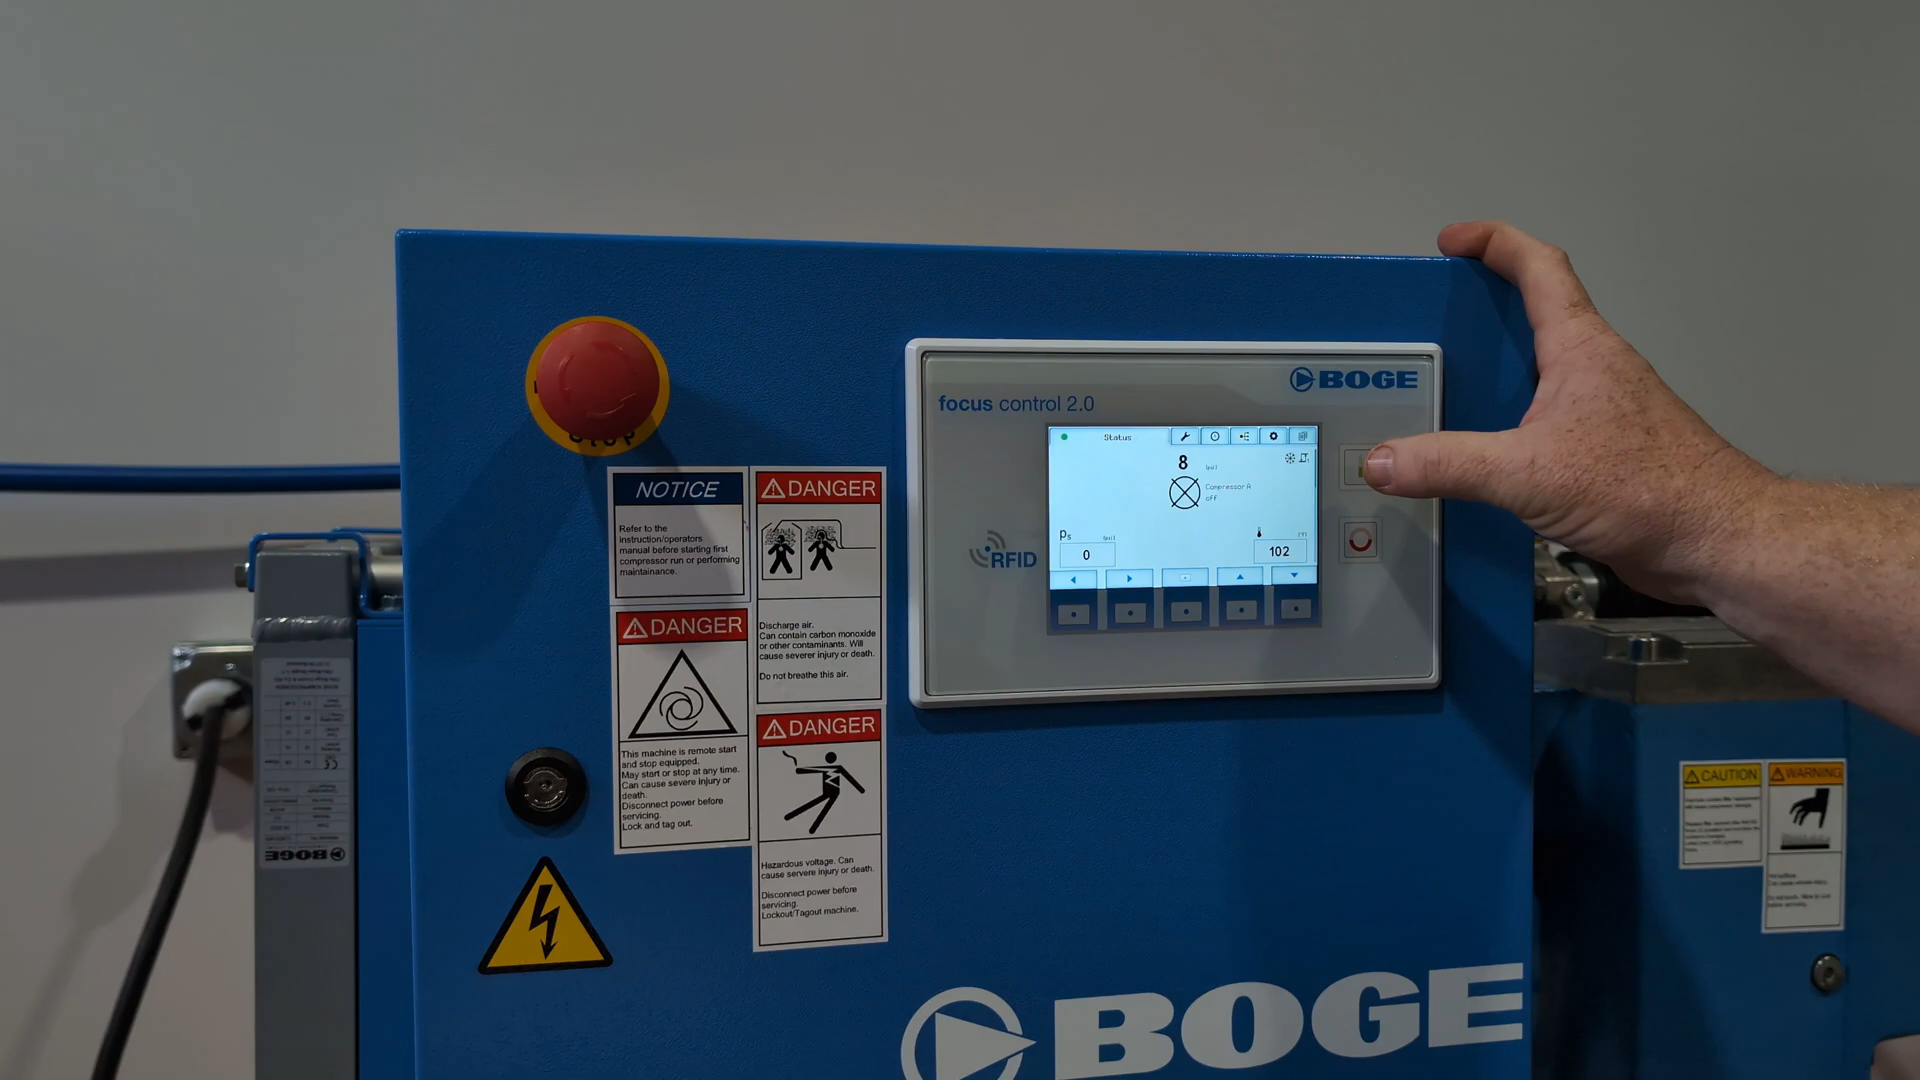 Stop
BOGE
focus control 2.0
Status
8
[psi]
Compressor A
off
ps
[psi]
0
102
RFID
NOTICE
Refer to the
instruction/operators
manual before starting first
compressor run or performing
maintainance.
DANGER
This machine is remote start
and stop equipped.
May start or stop at any time.
Can cause severe injury or
death.
Disconnect power before
servicing.
Lock and tag out.
DANGER
Discharge air.
Can contain carbon monoxide
or other contaminants. Will
cause severer injury or death.
Do not breathe this air.
DANGER
Hazardous voltage. Can
cause servere injury or death.
Disconnect power before
servicing.
Lockout/Tagout machine.
BOGE
CAUTION
WARNING
BOGE